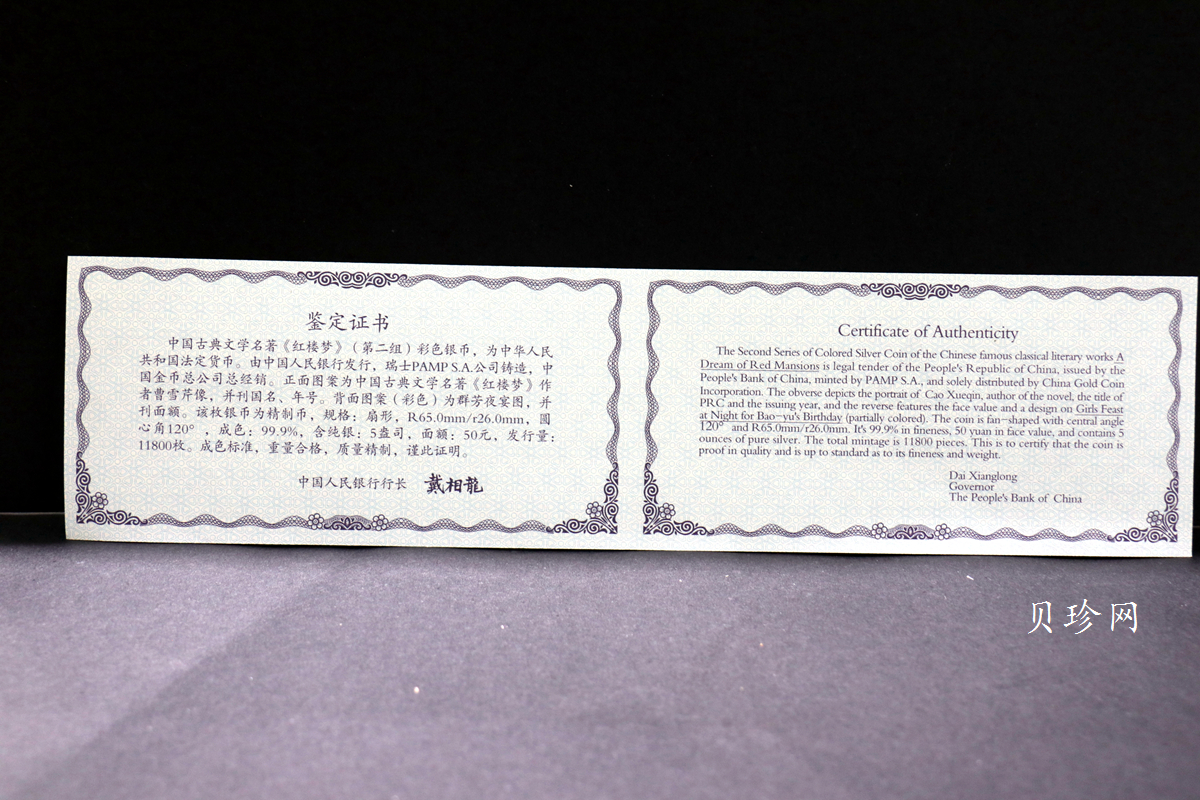 鉴定证书
中国古典文学名著《红楼梦》（第二组）彩色银币，为中华人民
共和国法定货币。由中国人民银行发行，瑞士PAMP S.A.公司铸造，中
国金币总公司总经销。正面图案为中国古典文学名著《红楼梦》作
者曹雪芹像，并刊国名、年号。背面图案（彩色）为群芳夜宴图，并
刊面额。该枚银币为精制币，规格：扇形，R65.0mm/r26.0mm，圆
心角120°，成色：99.9%，含纯银：5盎司，面额：50元，发行量：
11800枚。成色标准，重量合格，质量精制，谨此证明。
中国人民银行行长 戴相龍
Certificate of Authenticity
The Second Series of Colored Silver Coin of the Chinese famous classical literary works A
Dream of Red Mansions is legal tender of the People's Republic of China, issued by the
People's Bank of China, minted by PAMP S.A., and solely distributed by China Gold Coin
Incorporation. The obverse depicts the portrait of Cao Xueqin, author of the novel, the title of
PRC and the issuing year, and the reverse features the face value and a design on Girls Feast
at Night for Bao-yu's Birthday (partially colored). The coin is fan-shaped with central angle
120° and R65.0mm/r26.0mm. It's 99.9% in fineness, 50 yuan in face value, and contains 5
ounces of pure silver. The total mintage is 11800 pieces. This is to certify that the coin is
proof in quality and is up to standard as to its fineness and weight.
Dai Xianglong
Governor
The People's Bank of China
贝珍网